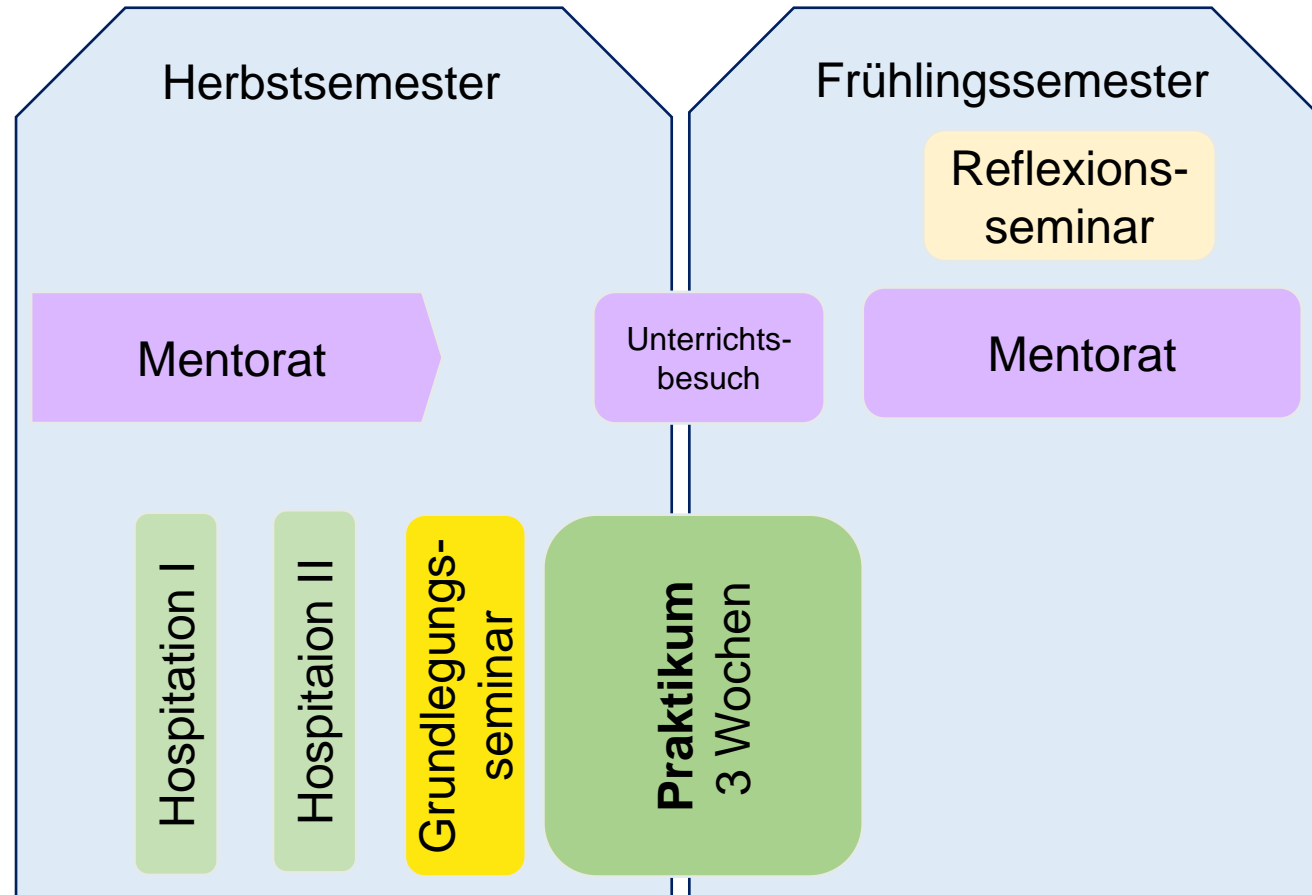 Herbstsemester
Frühlingssemester
Reflexions-
seminar
Mentorat
Unterrichts-
besuch
Mentorat
Hospitation I
Hospitaion II
Grundlegungs-
seminar
Praktikum
3 Wochen